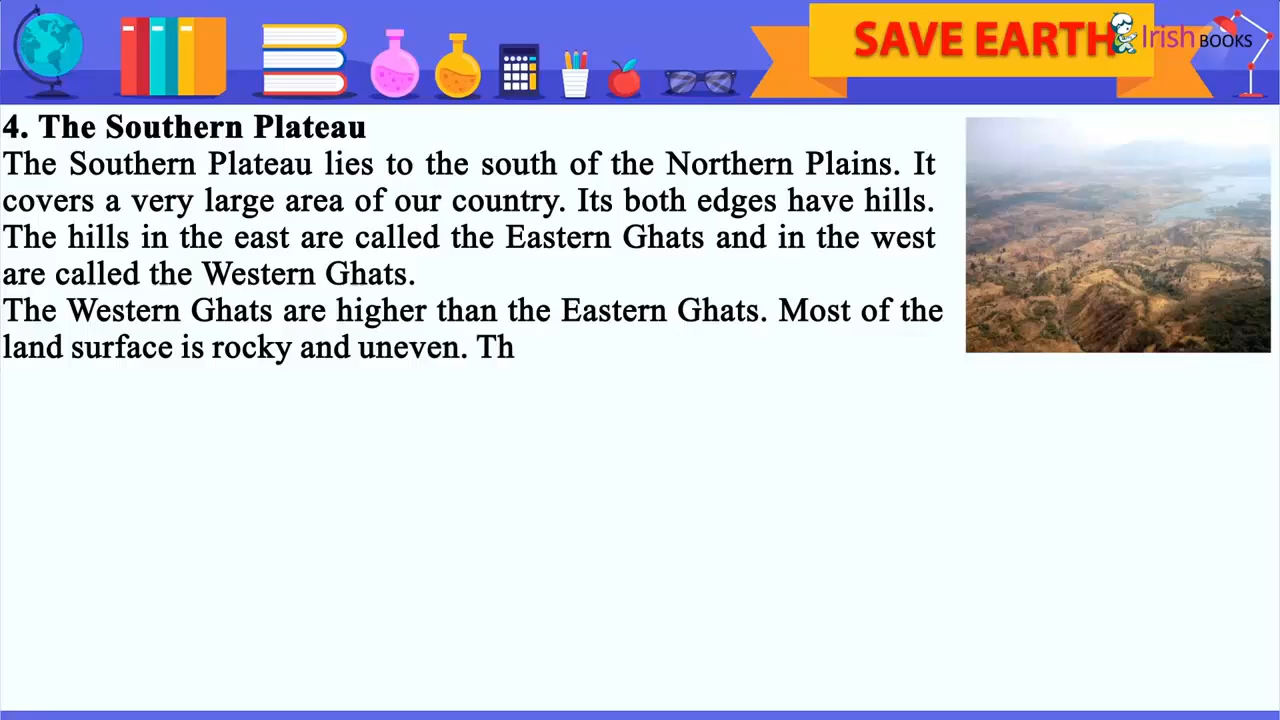 SAVE EARTH
Irish BOOKS
4. The Southern Plateau
The Southern Plateau lies to the south of the Northern Plains. It
covers a very large area of our country. Its both edges have hills.
The hills in the east are called the Eastern Ghats and in the west
are called the Western Ghats.
The Western Ghats are higher than the Eastern Ghats. Most of the
land surface is rocky and uneven. Th